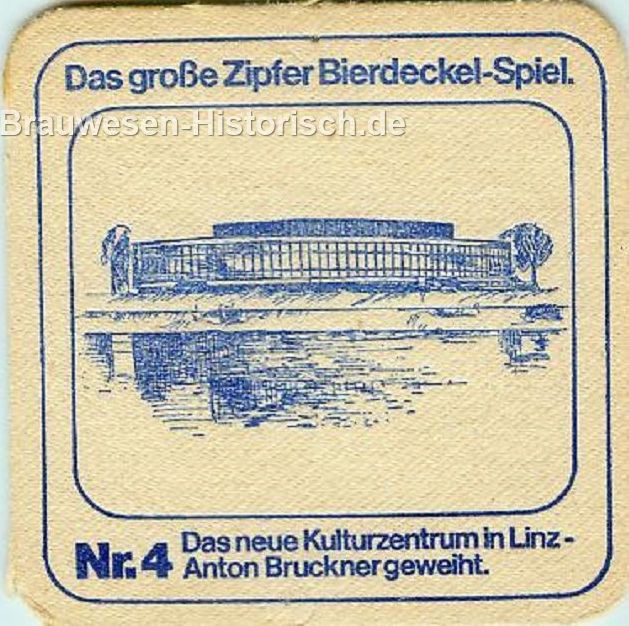 Das große Zipfer Bierdeckel-Spiel.
Brauwesen-Historisch.de
Nr.4 Das neue Kulturzentrum in Linz-
Anton Bruckner geweiht.